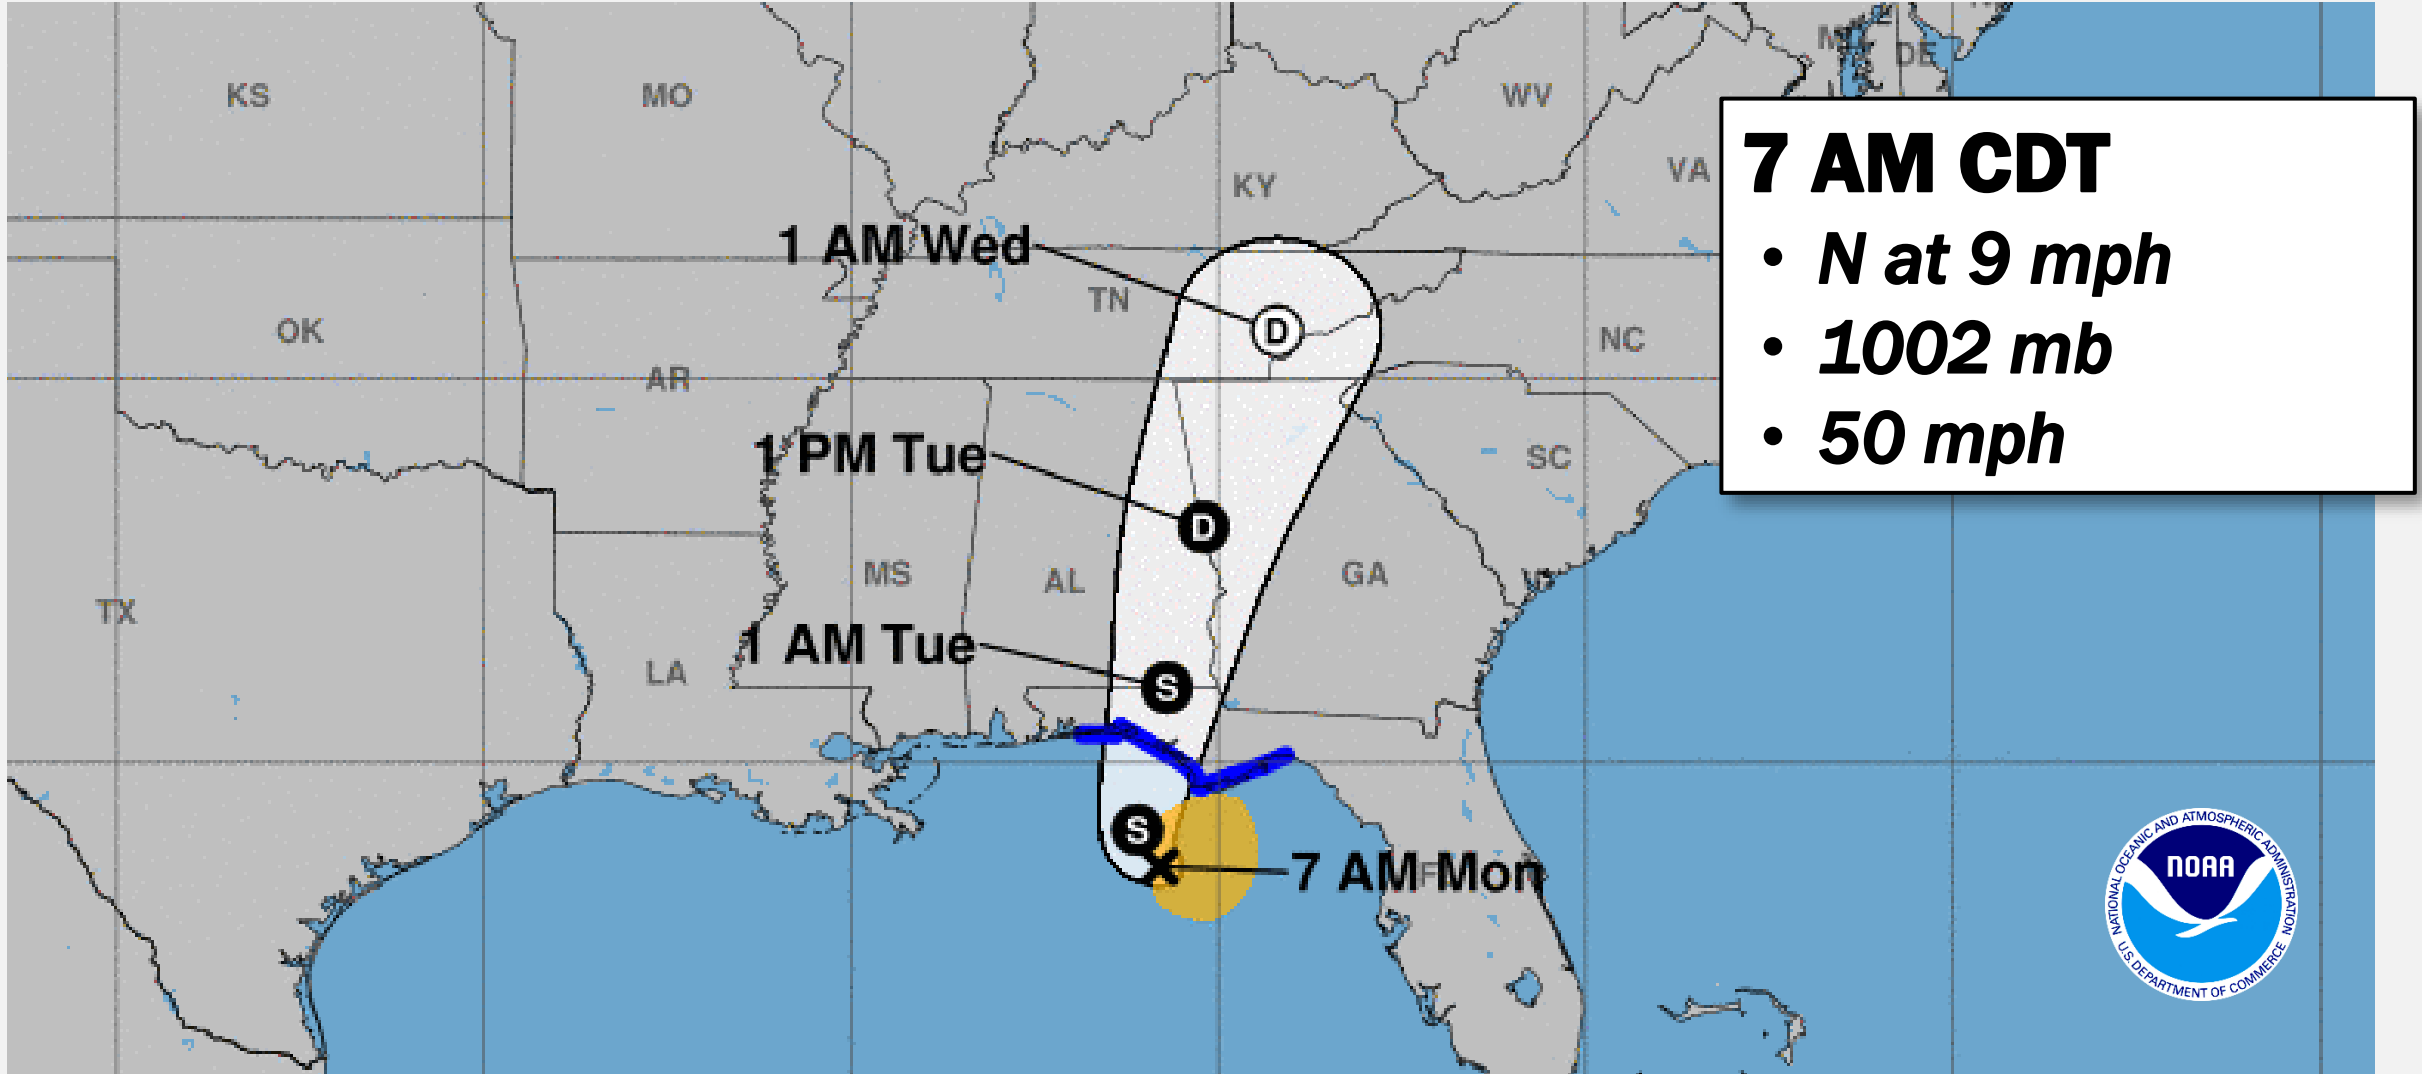 M
DE
KS
MO
WV
7 AM CDT
VA
KY
• N at 9 mph
1 AM Wed
TN
OK
NC
• 1002 mb
AR
• 50 mph
1 PM Tue
SC
D
D
MS
AL
GA
TX
1 AM Tue
LA
S
S
7 AM Mon
F
NATIONAL OCEANIC AND ATMOSPHERIC ADMINISTRATION
NOAA
U.S. DEPARTMENT OF COMMERCE